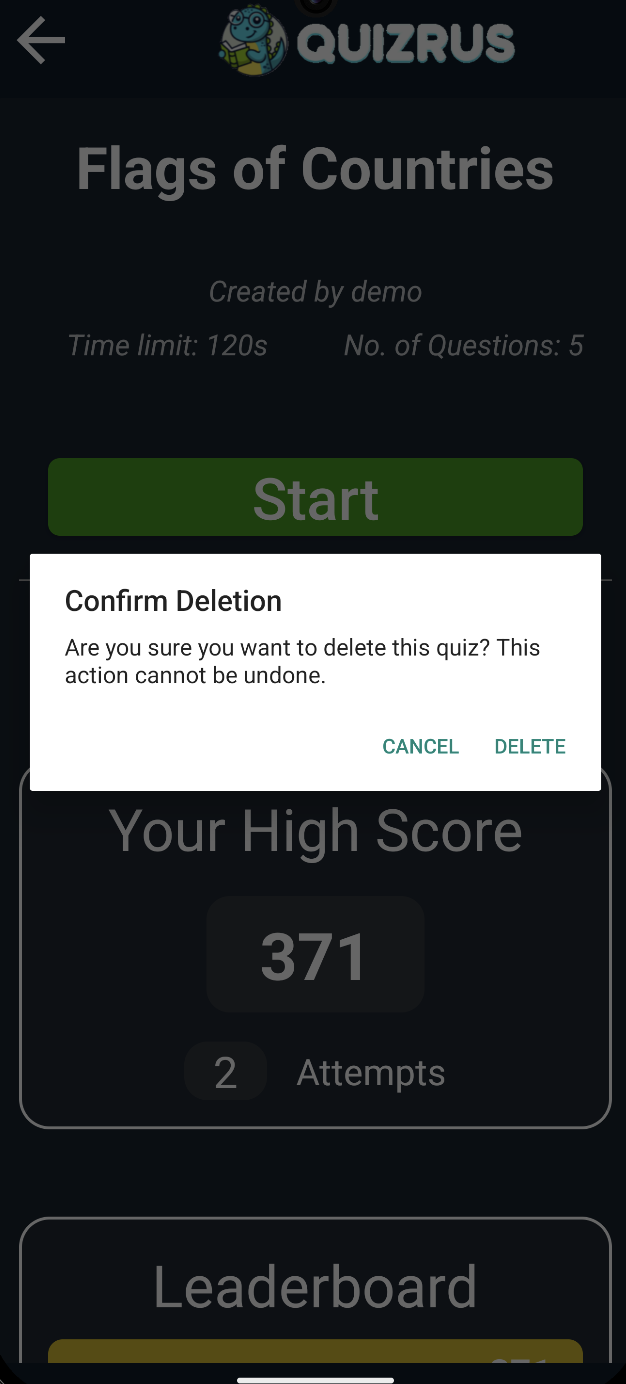 QUIZRUS
Flags of Countries
Created by demo
Time limit: 120s No. of Questions: 5
Start
Confirm Deletion
Are you sure you want to delete this quiz? This
action cannot be undone.
CANCEL DELETE
Your High Score
371
2 Attempts
Leaderboard